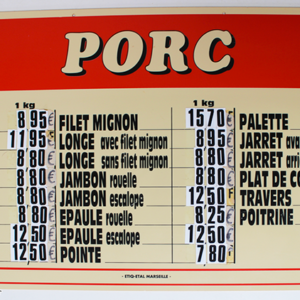 PORC
1 kg
8 95€ FILET MIGNON
11 95€ LONGE avec filet mignon
8 80€ LONGE sans filet mignon
8 80€ JAMBON rouelle
8 80€ JAMBON escalope
8 80€ EPAULE rouelle
12 50€ EPAULE escalope
12 50€ POINTE
1 kg
15 70€ PALETTE
8 95€ JARRET
8 80€ JARRET
8 80€ PLAT DE
12 50€ TRAVERS
8 25€ POITRINE
12 50€
7 80€
- ETIQ-ETAL MARSEILLE -